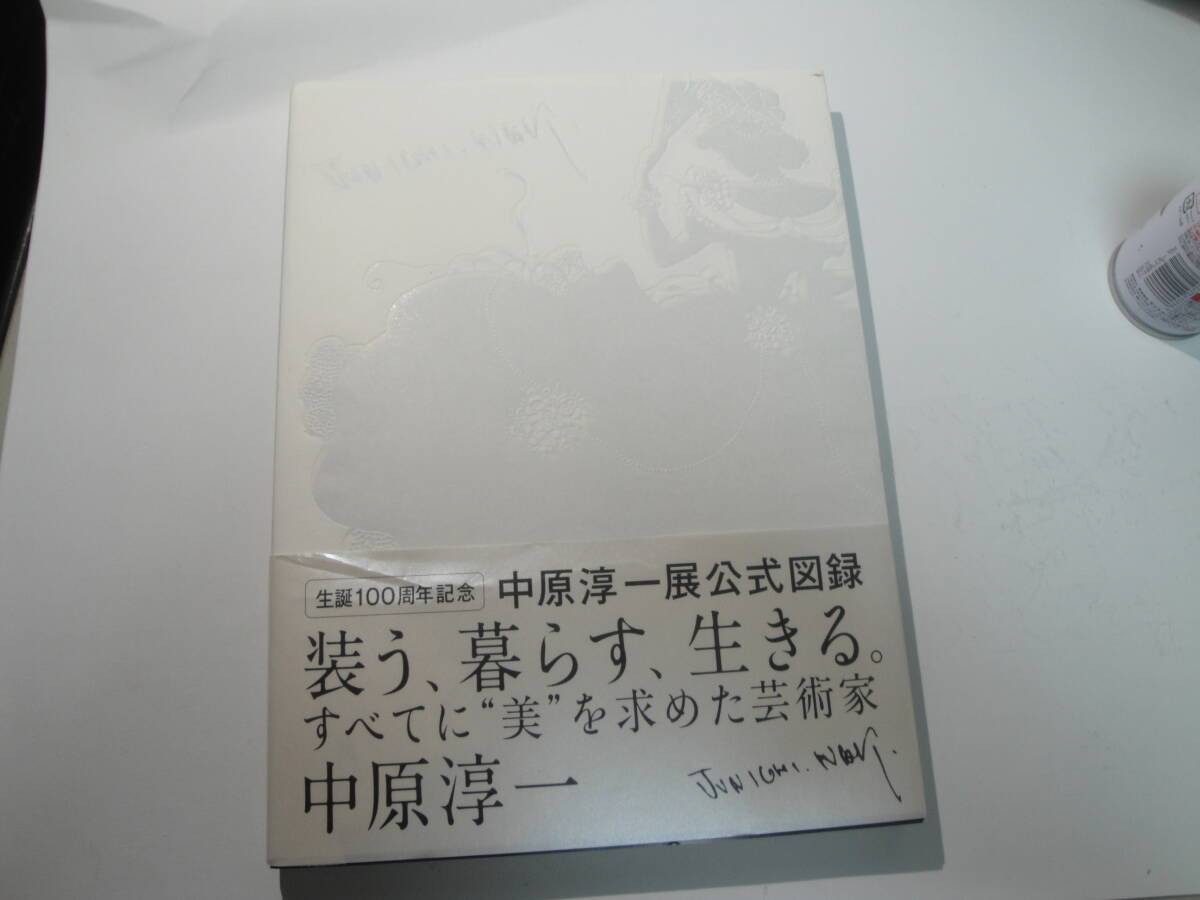 生誕100周年記念 中原淳一展公式図録
装う、暮らす、生きる。
すべてに“美”を求めた芸術家
中原淳一
JUNICHI.